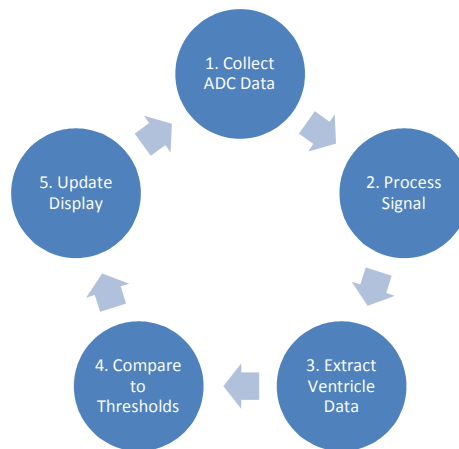 1. Collect
ADC Data
2. Process
Signal
3. Extract
Ventricle
Data
4. Compare
to
Thresholds
5. Update
Display